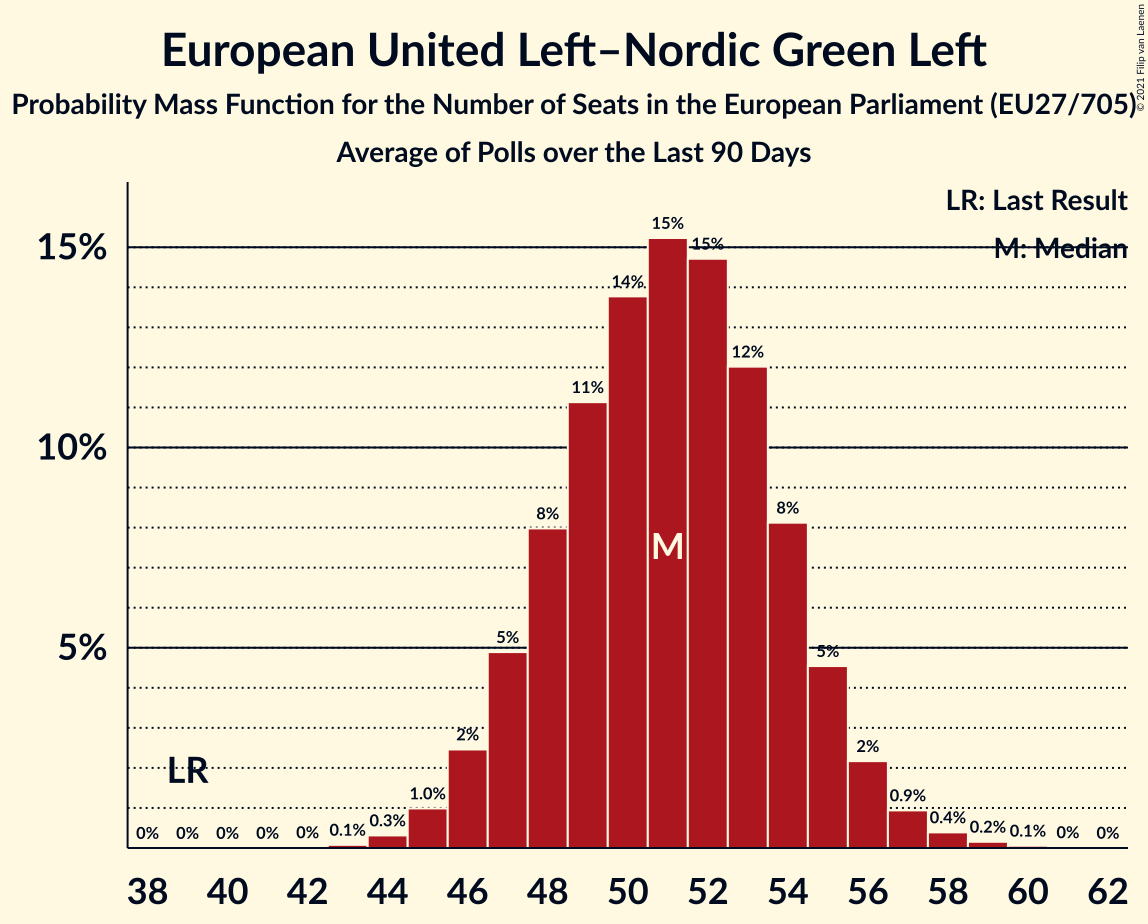 European United Left–Nordic Green Left
Probability Mass Function for the Number of Seats in the European Parliament (EU27/705)
Average of Polls over the Last 90 Days
© 2021 Filip van Laenen
LR: Last Result
M: Median
15%
10%
5%
0% 0% 0% 0% 0% 0.1% 0.3% 1.0% 2% 5% 8% 11% 14% 15% 15% 12% 8% 5% 2% 0.9% 0.4% 0.2% 0.1% 0% 0%
M
LR
38 40 42 44 46 48 50 52 54 56 58 60 62